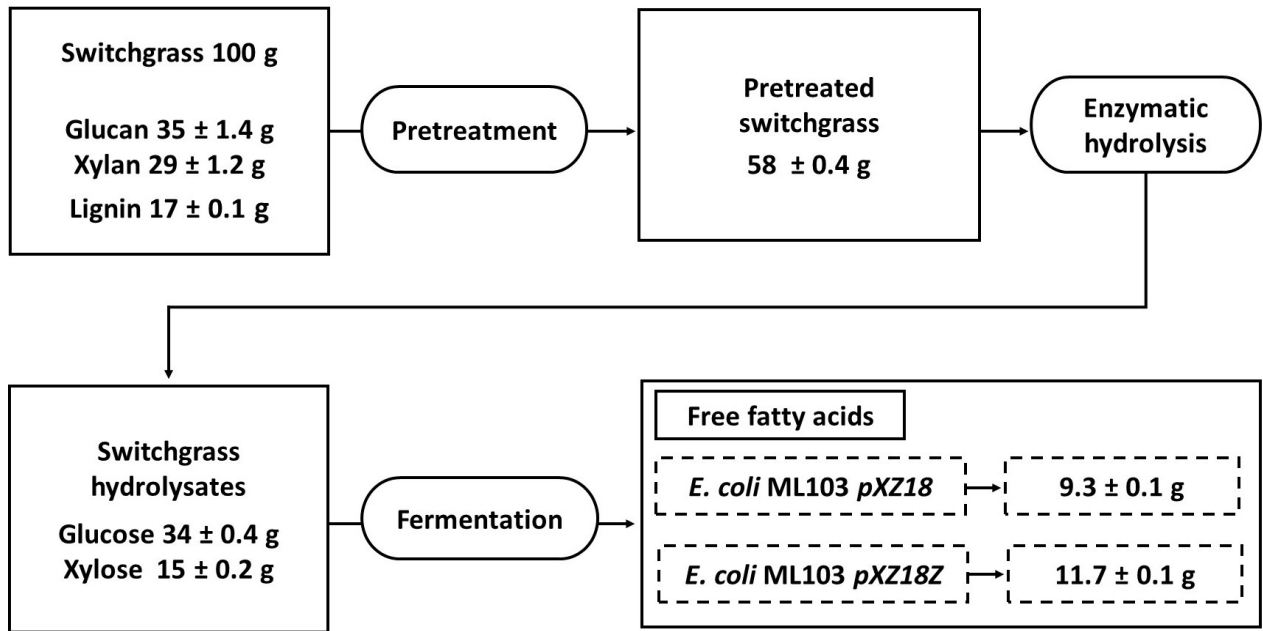 Switchgrass 100 g
Glucan 35 ± 1.4 g
Xylan 29 ± 1.2 g
Lignin 17 ± 0.1 g
Pretreatment
Pretreated
switchgrass
58 ± 0.4 g
Enzymatic
hydrolysis
Switchgrass
hydrolysates
Glucose 34 ± 0.4 g
Xylose 15 ± 0.2 g
Fermentation
Free fatty acids
E. coli ML103 pXZ18
9.3 ± 0.1 g
E. coli ML103 pXZ18Z
11.7 ± 0.1 g